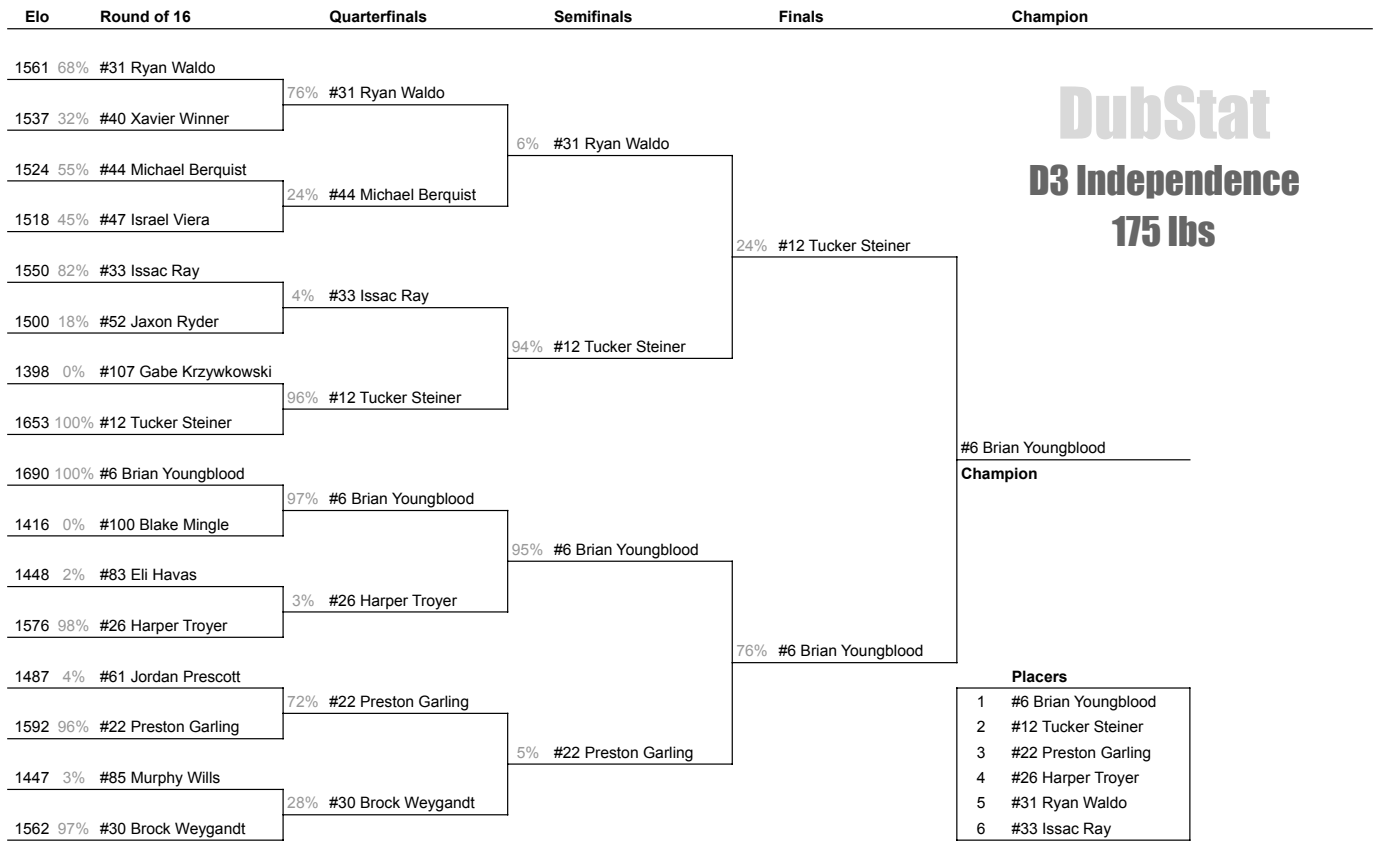 Elo Round of 16 Quarterfinals Semifinals Finals Champion
1561 68% #31 Ryan Waldo
76% #31 Ryan Waldo
1537 32% #40 Xavier Winner
6% #31 Ryan Waldo
1524 55% #44 Michael Berquist
24% #44 Michael Berquist
1518 45% #47 Israel Viera
24% #12 Tucker Steiner
1550 82% #33 Issac Ray
4% #33 Issac Ray
1500 18% #52 Jaxon Ryder
94% #12 Tucker Steiner
1398 0% #107 Gabe Krzywkowski
96% #12 Tucker Steiner
1653 100% #12 Tucker Steiner
#6 Brian Youngblood
Champion
1690 100% #6 Brian Youngblood
97% #6 Brian Youngblood
1416 0% #100 Blake Mingle
95% #6 Brian Youngblood
1448 2% #83 Eli Havas
3% #26 Harper Troyer
1576 98% #26 Harper Troyer
76% #6 Brian Youngblood
1487 4% #61 Jordan Prescott
72% #22 Preston Garling
1592 96% #22 Preston Garling
5% #22 Preston Garling
1447 3% #85 Murphy Wills
28% #30 Brock Weygandt
1562 97% #30 Brock Weygandt
DubStat
D3 Independence
175 lbs
Placers
1 #6 Brian Youngblood
2 #12 Tucker Steiner
3 #22 Preston Garling
4 #26 Harper Troyer
5 #31 Ryan Waldo
6 #33 Issac Ray